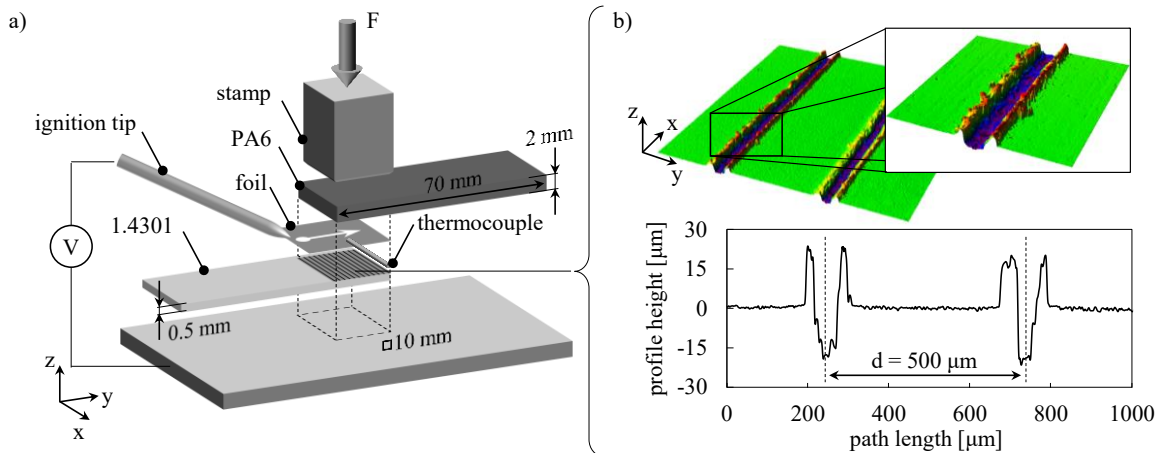 a)
F
stamp
ignition tip
PA6
2 mm
70 mm
foil
thermocouple
1.4301
V
0.5 mm
10 mm
z
y
x
b)
z
x
y
profile height [μm]
30
15
0
-15
-30
d = 500 μm
0 200 400 600 800 1000
path length [μm]